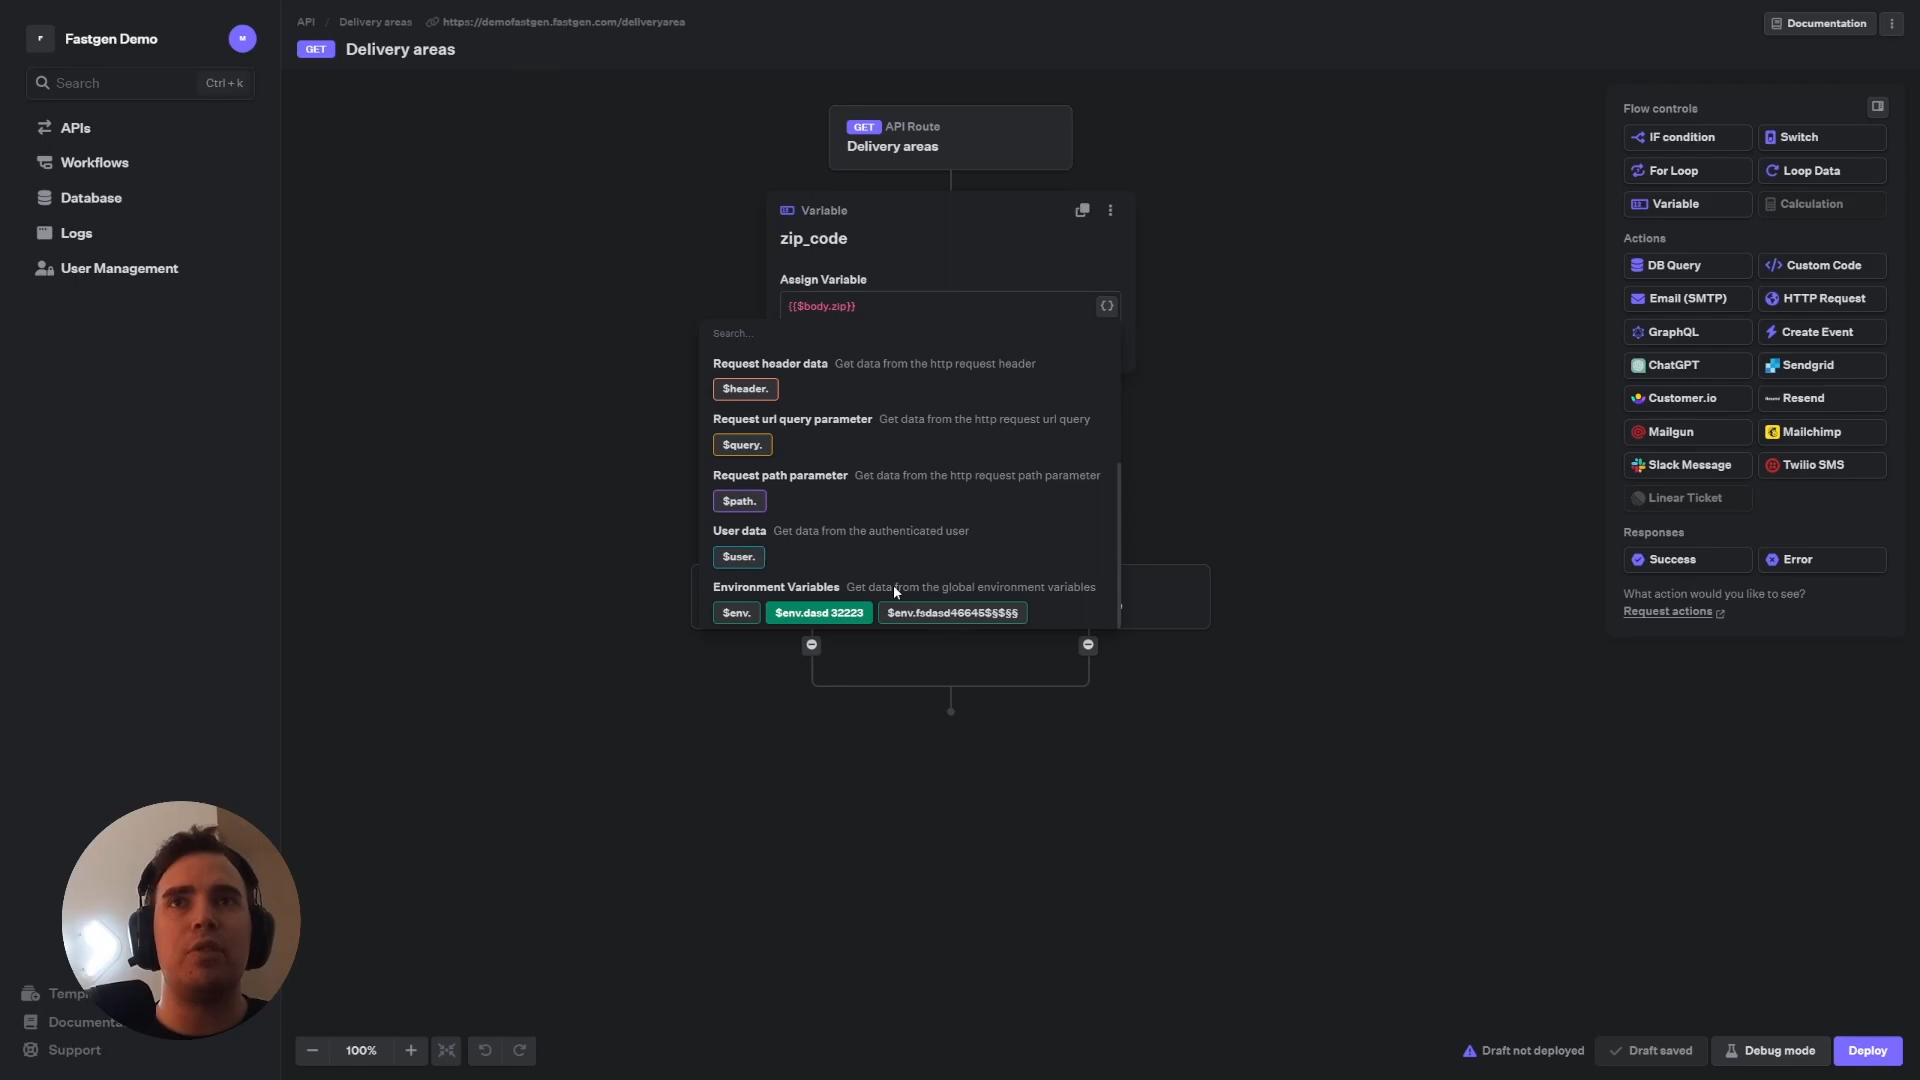 F
Fastgen Demo
M
Search
Ctrl + k
APIs
Workflows
Database
Logs
User Management
Documentation
Support
API / Delivery areas https://demofastgen.fastgen.com/deliveryarea
GET Delivery areas
Documentation
GET API Route
Delivery areas
Variable
zip_code
Assign Variable
{{$body.zip}}
{}
Search...
Request header data Get data from the http request header
$header.
Request url query parameter Get data from the http request url query
$query.
Request path parameter Get data from the http request path parameter
$path.
User data Get data from the authenticated user
$user.
Environment Variables Get data from the global environment variables
$env. $env.dasd 32223 $env.fsdasd46645$§$§§
Flow controls
IF condition Switch
For Loop Loop Data
Variable Calculation
Actions
DB Query Custom Code
Email (SMTP) HTTP Request
GraphQL Create Event
ChatGPT Sendgrid
Customer.io Resend
Mailgun Mailchimp
Slack Message Twilio SMS
Linear Ticket
Responses
Success Error
What action would you like to see?
Request actions
100%
Draft not deployed
Draft saved
Debug mode
Deploy